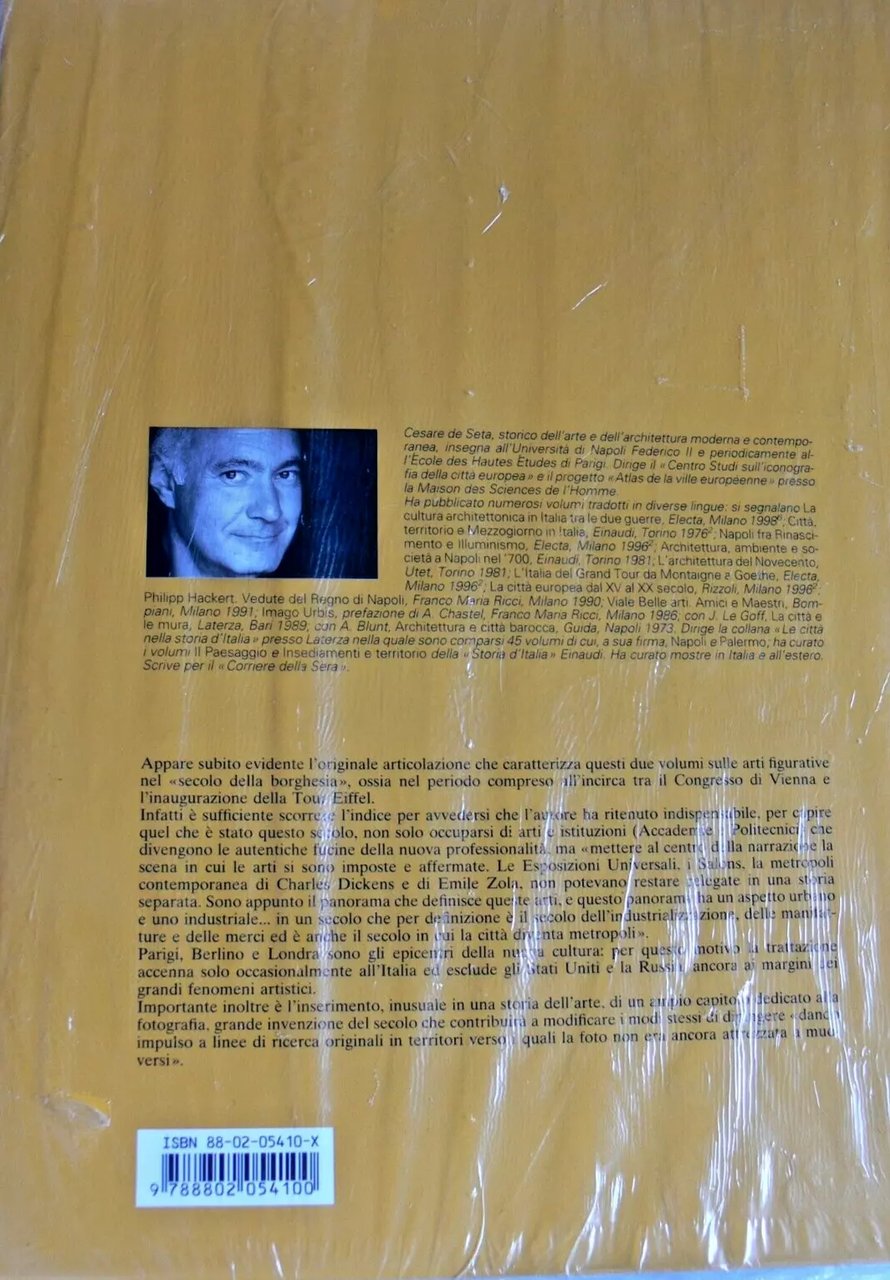 Cesare de Seta, storico dell'arte e dell'architettura moderna e contempo-
ranea, insegna all'Università di Napoli Federico II e periodicamente al-
l'Ecole des Hautes Etudes di Parigi. Dirige il «Centro Studi sull'iconogra-
fia della città europea» e il progetto «Atlas de la ville européenne» presso
la Maison des Sciences de l'Homme.
Ha pubblicato numerosi volumi tradotti in diverse lingue: si segnalano La
cultura architettonica in Italia tra le due guerre, Electa, Milano 1998⁶; Città,
territorio e Mezzogiorno in Italia, Einaudi, Torino 1976²; Napoli fra Rinasci-
mento e Illuminismo, Electa, Milano 1996²; Architettura, ambiente e so-
cietà a Napoli nel '700, Einaudi, Torino 1981; L'architettura del Novecento,
Utet, Torino 1981; L'Italia del Grand Tour da Montaigne a Goethe, Electa,
Milano 1996²; La città europea dal XV al XX secolo, Rizzoli, Milano 1996²;
Philipp Hackert. Vedute del Regno di Napoli, Franco Maria Ricci, Milano 1990; Viale Belle arti. Amici e Maestri, Bom-
piani, Milano 1991; Imago Urbis, prefazione di A. Chastel, Franco Maria Ricci, Milano 1986; con J. Le Goff, La città e
le mura, Laterza, Bari 1989; con A. Blunt, Architettura e città barocca, Guida, Napoli 1973. Dirige la collana «Le città
nella storia d'Italia» presso Laterza nella quale sono comparsi 45 volumi di cui, a sua firma, Napoli e Palermo; ha curato
i volumi Il Paesaggio e Insediamenti e territorio della «Storia d'Italia» Einaudi. Ha curato mostre in Italia e all'estero.
Scrive per il «Corriere della Sera».
Appare subito evidente l'originale articolazione che caratterizza questi due volumi sulle arti figurative
nel «secolo della borghesia», ossia nel periodo compreso all'incirca tra il Congresso di Vienna e
l'inaugurazione della Tour Eiffel.
Infatti è sufficiente scorrere l'indice per avvedersi che l'autore ha ritenuto indispensabile, per capire
quel che è stato questo secolo, non solo occuparsi di arti e istituzioni (Accademie, Politecnici) che
divengono le autentiche fucine della nuova professionalità, ma «mettere al centro della narrazione la
scena in cui le arti si sono imposte e affermate. Le Esposizioni Universali, i Salons, la metropoli
contemporanea di Charles Dickens e di Emile Zola, non potevano restare relegate in una storia
separata. Sono appunto il panorama che definisce queste arti, e questo panorama ha un aspetto urbano
e uno industriale... in un secolo che per definizione è il secolo dell'industrializzazione, delle manifat-
ture e delle merci ed è anche il secolo in cui la città diventa metropoli».
Parigi, Berlino e Londra sono gli epicentri della nuova cultura: per questo motivo la trattazione
accenna solo occasionalmente all'Italia ed esclude gli Stati Uniti e la Russia, ancora ai margini dei
grandi fenomeni artistici.
Importante inoltre è l'inserimento, inusuale in una storia dell'arte, di un ampio capitolo dedicato alla
fotografia, grande invenzione del secolo che contribuirà a modificare i modi stessi di dipingere «dando
impulso a linee di ricerca originali in territori verso i quali la foto non era ancora attrezzata a muo
versi».
ISBN 88-02-05410-X
9 788802 054100